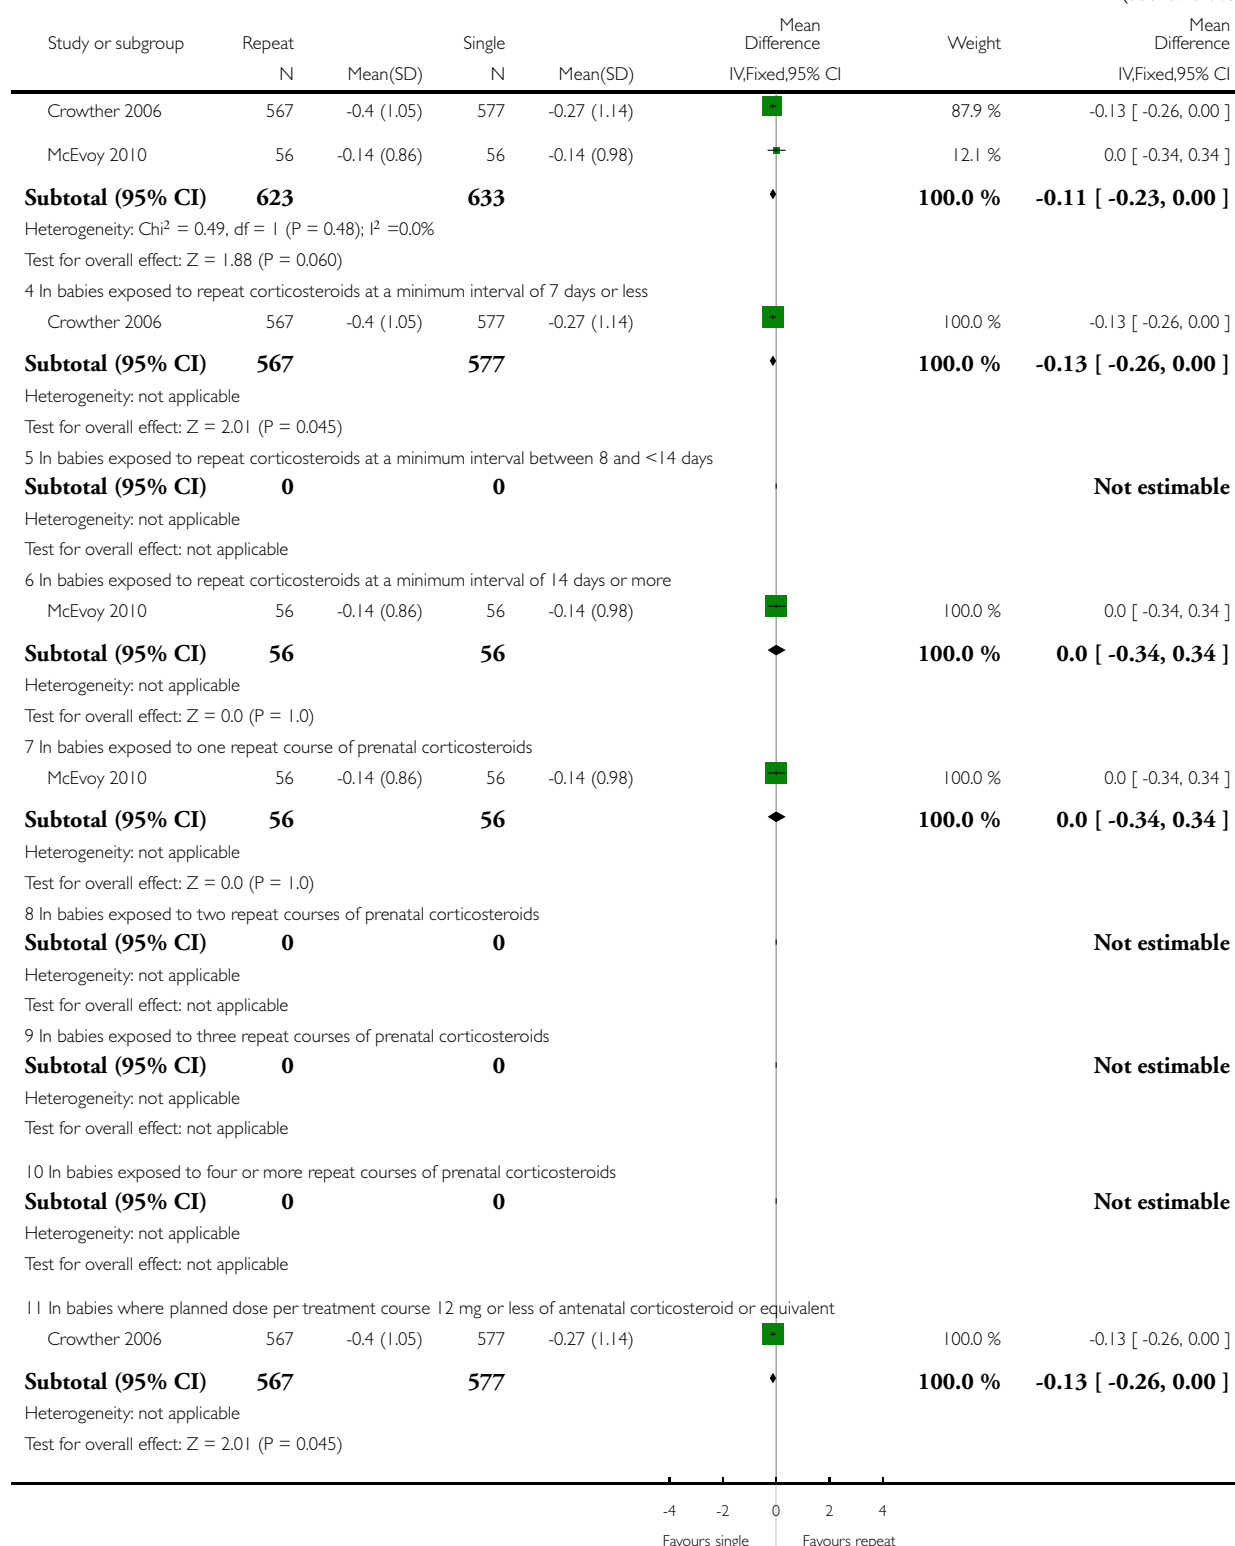 Mean Mean
Study or subgroup Repeat Single Difference Weight Difference
N Mean(SD) N Mean(SD) IV,Fixed,95% CI IV,Fixed,95% CI
Crowther 2006 567 -0.4 (1.05) 577 -0.27 (1.14) 87.9 % -0.13 [ -0.26, 0.00 ]
McEvoy 2010 56 -0.14 (0.86) 56 -0.14 (0.98) 12.1 % 0.0 [ -0.34, 0.34 ]
Subtotal (95% CI) 623 633 100.0 % -0.11 [ -0.23, 0.00 ]
Heterogeneity: Chi² = 0.49, df = 1 (P = 0.48); I² =0.0%
Test for overall effect: Z = 1.88 (P = 0.060)
4 In babies exposed to repeat corticosteroids at a minimum interval of 7 days or less
Crowther 2006 567 -0.4 (1.05) 577 -0.27 (1.14) 100.0 % -0.13 [ -0.26, 0.00 ]
Subtotal (95% CI) 567 577 100.0 % -0.13 [ -0.26, 0.00 ]
Heterogeneity: not applicable
Test for overall effect: Z = 2.01 (P = 0.045)
5 In babies exposed to repeat corticosteroids at a minimum interval between 8 and <14 days
Subtotal (95% CI) 0 0 Not estimable
Heterogeneity: not applicable
Test for overall effect: not applicable
6 In babies exposed to repeat corticosteroids at a minimum interval of 14 days or more
McEvoy 2010 56 -0.14 (0.86) 56 -0.14 (0.98) 100.0 % 0.0 [ -0.34, 0.34 ]
Subtotal (95% CI) 56 56 100.0 % 0.0 [ -0.34, 0.34 ]
Heterogeneity: not applicable
Test for overall effect: Z = 0.0 (P = 1.0)
7 In babies exposed to one repeat course of prenatal corticosteroids
McEvoy 2010 56 -0.14 (0.86) 56 -0.14 (0.98) 100.0 % 0.0 [ -0.34, 0.34 ]
Subtotal (95% CI) 56 56 100.0 % 0.0 [ -0.34, 0.34 ]
Heterogeneity: not applicable
Test for overall effect: Z = 0.0 (P = 1.0)
8 In babies exposed to two repeat courses of prenatal corticosteroids
Subtotal (95% CI) 0 0 Not estimable
Heterogeneity: not applicable
Test for overall effect: not applicable
9 In babies exposed to three repeat courses of prenatal corticosteroids
Subtotal (95% CI) 0 0 Not estimable
Heterogeneity: not applicable
Test for overall effect: not applicable
10 In babies exposed to four or more repeat courses of prenatal corticosteroids
Subtotal (95% CI) 0 0 Not estimable
Heterogeneity: not applicable
Test for overall effect: not applicable
11 In babies where planned dose per treatment course 12 mg or less of antenatal corticosteroid or equivalent
Crowther 2006 567 -0.4 (1.05) 577 -0.27 (1.14) 100.0 % -0.13 [ -0.26, 0.00 ]
Subtotal (95% CI) 567 577 100.0 % -0.13 [ -0.26, 0.00 ]
Heterogeneity: not applicable
Test for overall effect: Z = 2.01 (P = 0.045)
-4 -2 0 2 4
Favours single Favours repeat